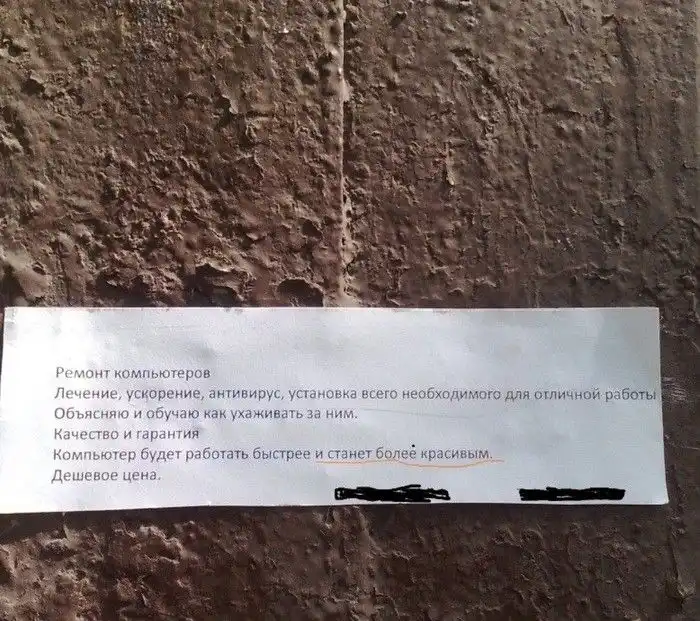 Ремонт компьютеров
Лечение, ускорение, антивирус, установка всего необходимого для отличной работы
Объясняю и обучаю как ухаживать за ним.
Качество и гарантия
Компьютер будет работать быстрее и станет более красивым.
Дешевое цена.